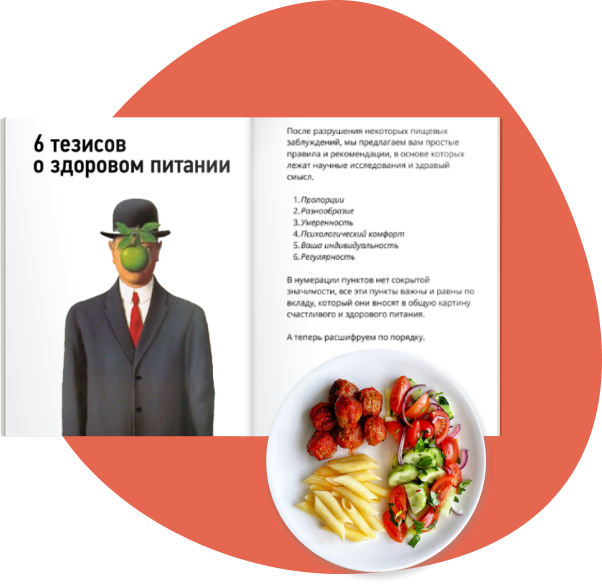 6 тезисов
о здоровом питании
После разрушения некоторых пищевых
заблуждений, мы предлагаем вам простые
правила и рекомендации, в основе которых
лежат научные исследования и здравый
смысл.
1.Пропорции
2.Разнообразие
3.Умеренность
4.Психологический комфорт
5.Ваша индивидуальность
6.Регулярность
В нумерации пунктов нет сокрытой
значимости, все эти пункты важны и равны по
вкладу, который они вносят в общую картину
счастливого и здорового питания.
А теперь расшифруем по порядку.